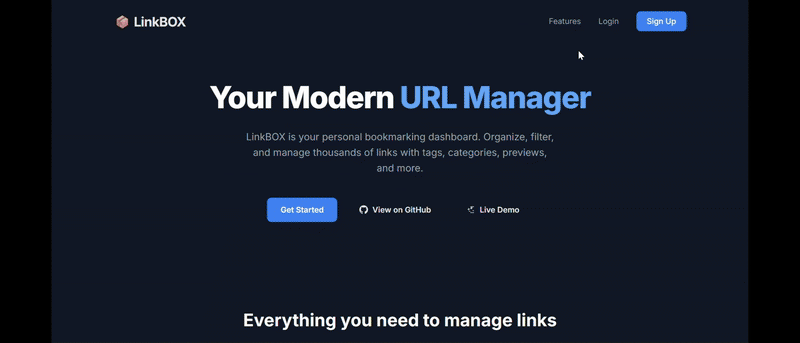 LinkBOX
Features
Login
Sign Up
Your Modern URL Manager
LinkBOX is your personal bookmarking dashboard. Organize, filter,
and manage thousands of links with tags, categories, previews,
and more.
Get Started
View on GitHub
Live Demo
Everything you need to manage links